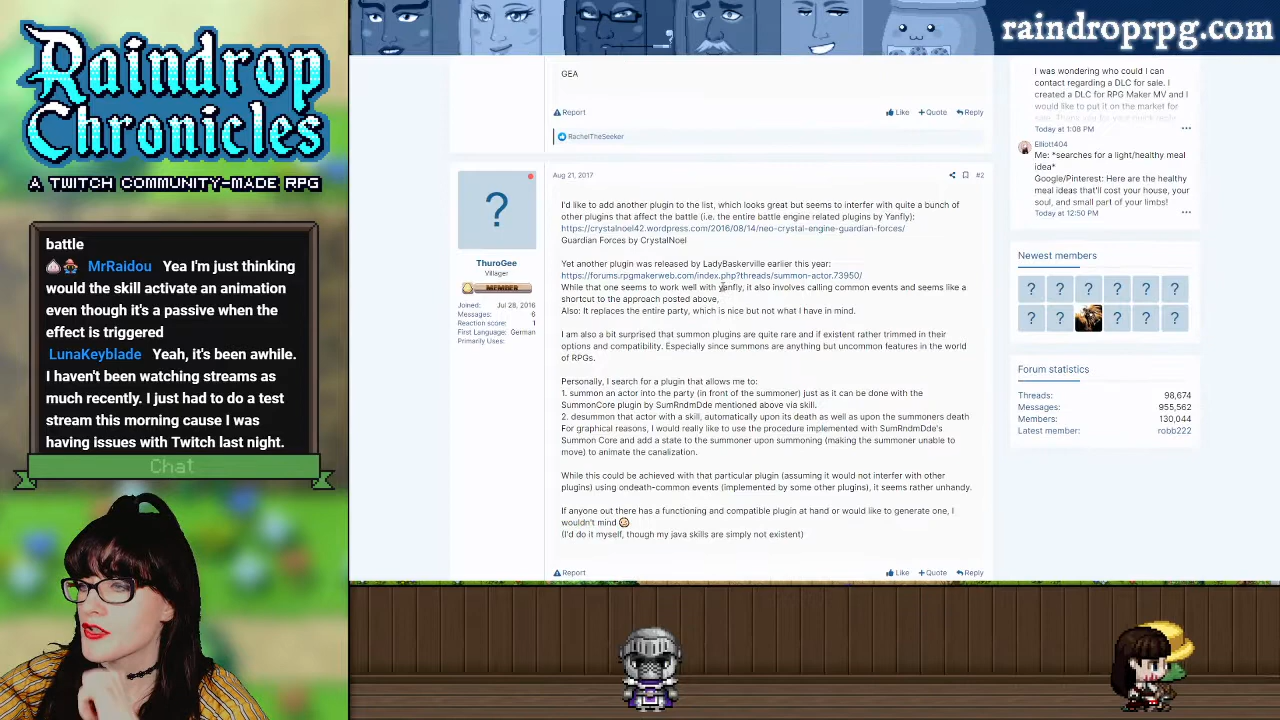 Raindrop
Chronicles
A TWITCH COMMUNITY-MADE RPG
battle
MrRaidou Yea I'm just thinking
would the skill activate an animation
even though it's a passive when the
effect is triggered
LunaKeyblade Yeah, it's been awhile.
I haven't been watching streams as
much recently. I just had to do a test
stream this morning cause I was
having issues with Twitch last night.
Chat
raindroprpg.com
GEA
Report
Like
Quote
Reply
RachelTheSeeker
Aug 21, 2017
#2
?
ThuroGee
Villager
MEMBER
Joined: Jul 28, 2016
Messages: 6
Reaction score: 1
First Language: German
Primarily Uses:
I'd like to add another plugin to the list, which looks great but seems to interfer with quite a bunch of
other plugins that affect the battle (i.e. the entire battle engine related plugins by Yanfly):
https://crystalnoel42.wordpress.com/2016/08/14/neo-crystal-engine-guardian-forces/
Guardian Forces by CrystalNoel
Yet another plugin was released by LadyBaskerville earlier this year:
https://forums.rpgmakerweb.com/index.php?threads/summon-actor.73950/
While that one seems to work well with yanfly, it also involves calling common events and seems like a
shortcut to the approach posted above,
Also: It replaces the entire party, which is nice but not what I have in mind.
I am also a bit surprised that summon plugins are quite rare and if existent rather trimmed in their
options and compatibility. Especially since summons are anything but uncommon features in the world
of RPGs.
Personally, I search for a plugin that allows me to:
1. summon an actor into the party (in front of the summoner) just as it can be done with the
SummonCore plugin by SumRndmDde mentioned above via skill.
2. desummon that actor with a skill, automatically upon its death as well as upon the summoners death
For graphical reasons, I would really like to use the procedure implemented with SumRndmDde's
Summon Core and add a state to the summoner upon summoning (making the summoner unable to
move) to animate the canalization.
While this could be achieved with that particular plugin (assuming it would not interfer with other
plugins) using ondeath-common events (implemented by some other plugins), it seems rather unhandy.
If anyone out there has a functioning and compatible plugin at hand or would like to generate one, I
wouldn't mind
(I'd do it myself, though my java skills are simply not existent)
Report
Like
Quote
Reply
I was wondering who could I can
contact regarding a DLC for sale. I
created a DLC for RPG Maker MV and I
would like to put it on the market for
Today at 1:08 PM
Elliott404
Me: *searches for a light/healthy meal
idea*
Google/Pinterest: Here are the healthy
meal ideas that'll cost your house, your
soul, and small part of your limbs!
Today at 12:50 PM
Newest members
? ? ? ? ? ?
? ? ? ? ?
Forum statistics
Threads: 98,674
Messages: 955,562
Members: 130,044
Latest member: robb222